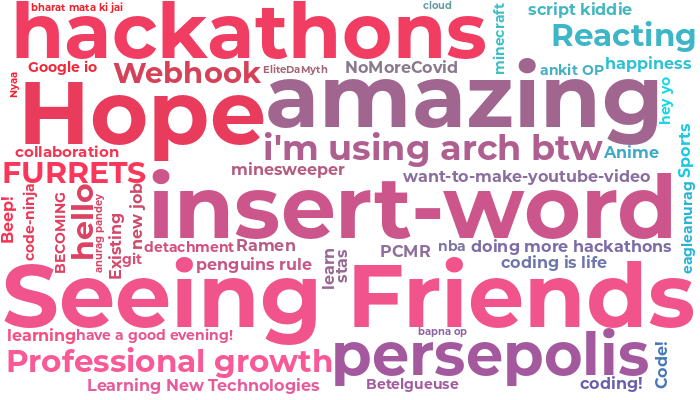 bharat mata ki jai
cloud
hackathons
minecraft
script kiddie
Reacting
Google io
Webhook
EliteDaMyth
NoMoreCovid
ankit OP
happiness
Nyaa
Hope
amazing
hey yo
i'm using arch btw
collaboration
Anime
Sports
FURRETS
minesweeper
want-to-make-youtube-video
Beep!
code-ninja
BECOMING
hello
anurag pandey
Existing
new job
insert-word
eagleanurag
git
detachment
Ramen
learn
stas
PCMR
nba
doing more hackathons
penguins rule
coding is life
Seeing Friends
learning
have a good evening!
bapna op
persepolis
Code!
Professional growth
Learning New Technologies
Betelgueuse
coding!